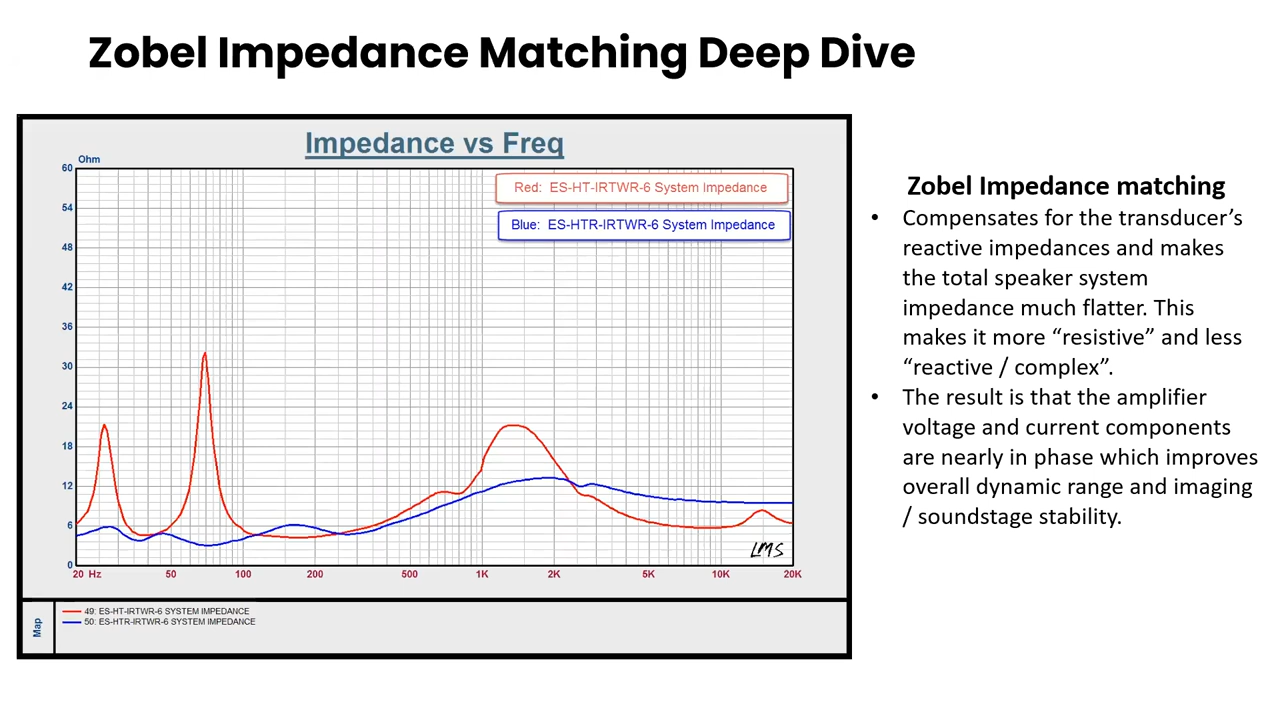 Zobel Impedance Matching Deep Dive
Impedance vs Freq
Ohm
60
54
48
42
36
30
24
18
12
6
0
Red: ES-HT-IRTWR-6 System Impedance
Blue: ES-HTR-IRTWR-6 System Impedance
LMS
20 Hz 50 100 200 500 1K 2K 5K 10K 20K
Map
49: ES-HT-IRTWR-6 SYSTEM IMPEDANCE
50: ES-HTR-IRTWR-6 SYSTEM IMPEDANCE
Zobel Impedance matching
• Compensates for the transducer’s
reactive impedances and makes
the total speaker system
impedance much flatter. This
makes it more “resistive” and less
“reactive / complex”.
• The result is that the amplifier
voltage and current components
are nearly in phase which improves
overall dynamic range and imaging
/ soundstage stability.